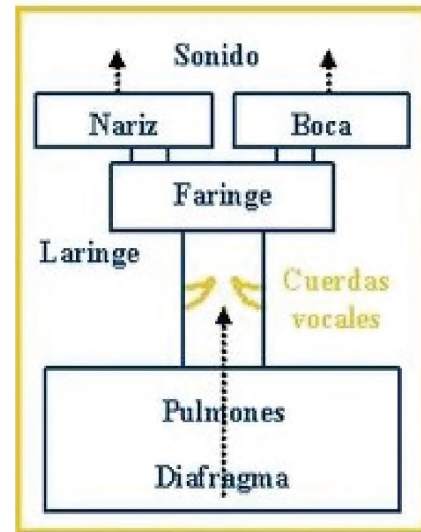 Sonido
Nariz
Boca
Faringe
Laringe
Cuerdas
vocales
Pulmones
Diafragma